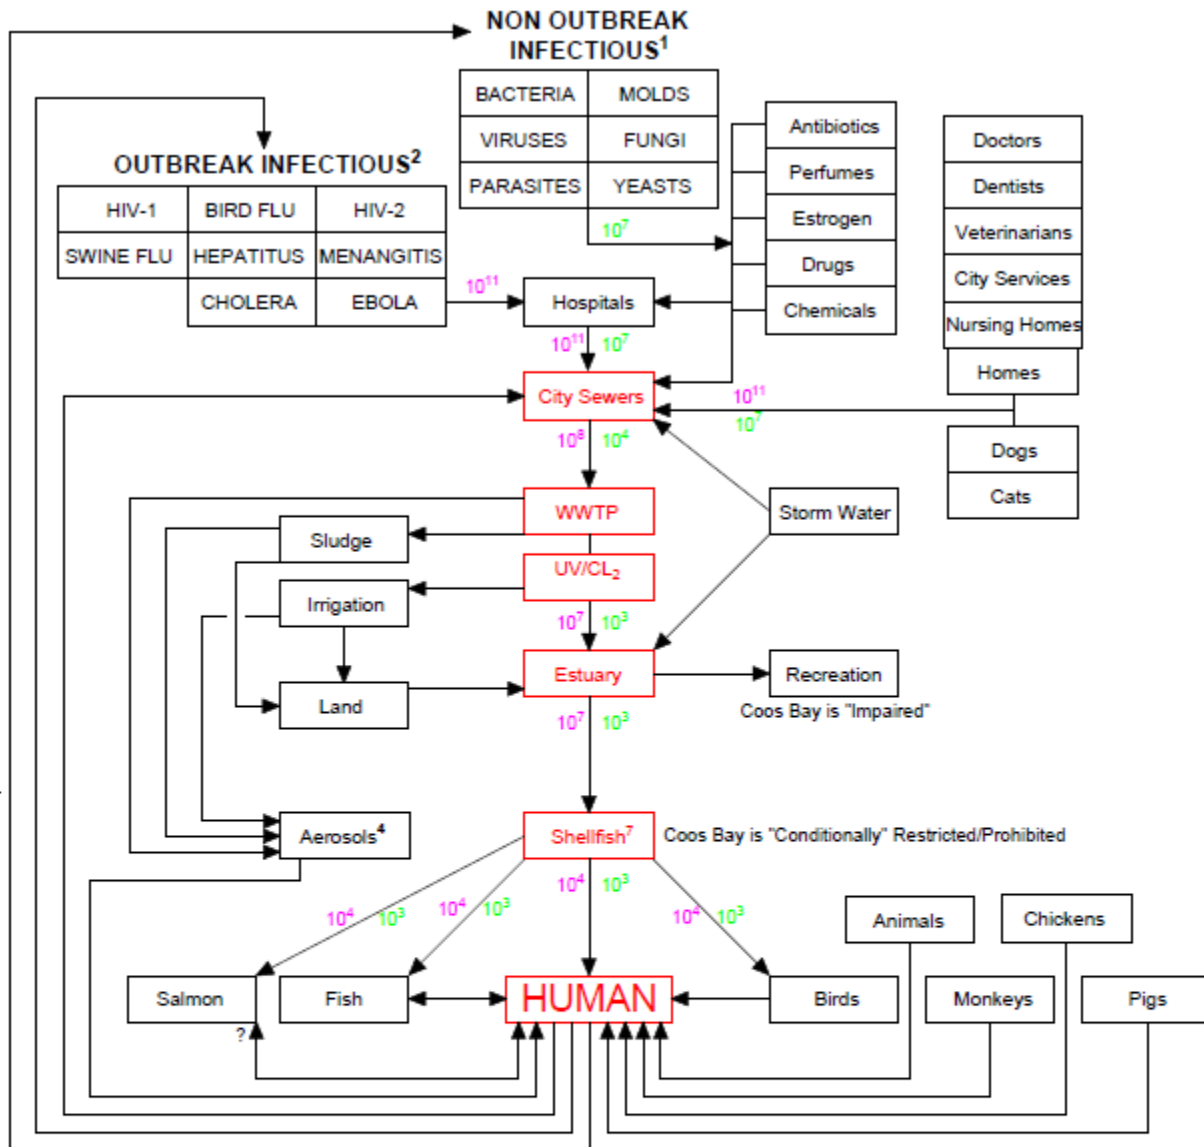 NON OUTBREAK
INFECTIOUS¹
BACTERIA MOLDS
VIRUSES FUNGI
PARASITES YEASTS
10⁷
Antibiotics
Perfumes
Estrogen
Drugs
Chemicals
Doctors
Dentists
Veterinarians
City Services
Nursing Homes
Homes
Dogs
Cats
OUTBREAK INFECTIOUS²
HIV-1 BIRD FLU HIV-2
SWINE FLU HEPATITUS MENANGITIS
CHOLERA EBOLA
10¹¹
Hospitals
10¹¹ 10⁷
City Sewers
10¹¹
10⁷
10⁸ 10⁴
WWTP
Storm Water
Sludge
UV/CL₂
Irrigation
10⁷ 10³
Estuary
Recreation
Land
Coos Bay is "Impaired"
10⁷ 10³
Aerosols⁴
Shellfish⁷
Coos Bay is "Conditionally" Restricted/Prohibited
10⁴ 10³
10⁴ 10³
10⁴ 10³
10⁴ 10³
Animals
Chickens
Salmon
?
Fish
HUMAN
Birds
Monkeys
Pigs